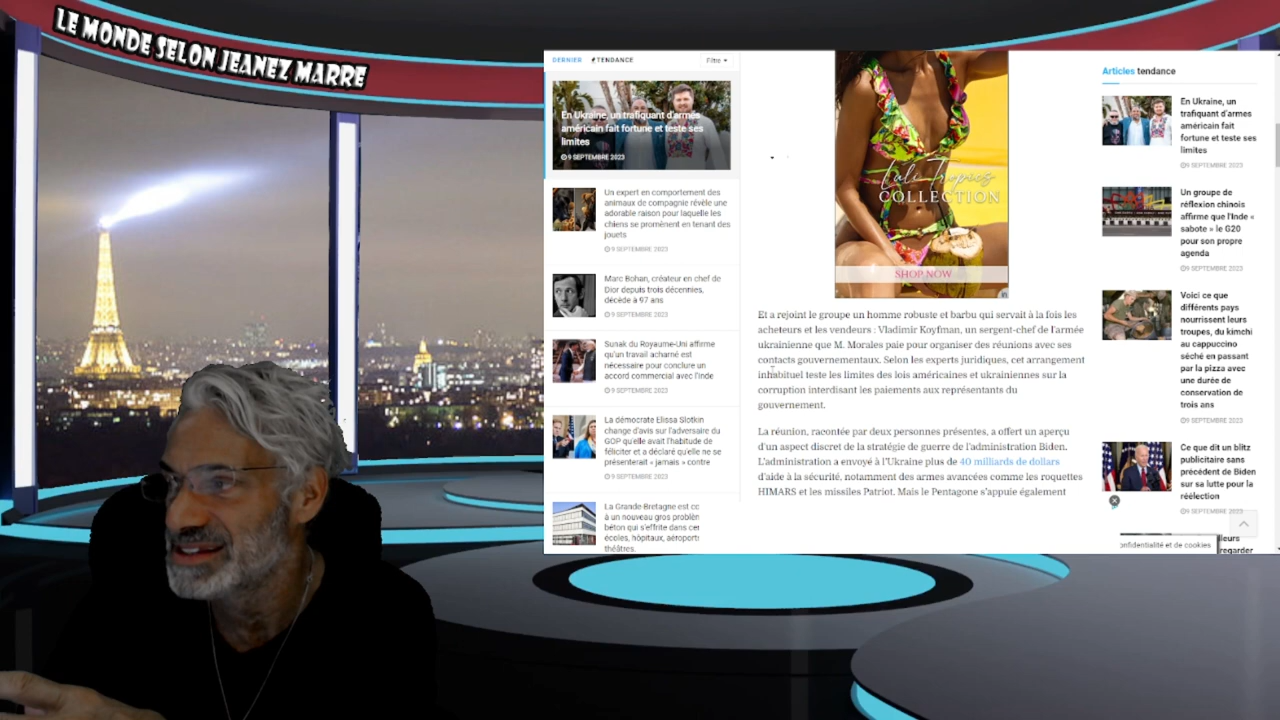 LE MONDE SELON JEANEZ MARRE
DERNIER TENDANCE Filtre
En Ukraine, un trafiquant d'armes
américain fait fortune et teste ses
limites
9 SEPTEMBRE 2023
Un expert en comportement des
animaux de compagnie révèle une
adorable raison pour laquelle les
chiens se promènent en tenant des
jouets
9 SEPTEMBRE 2023
Marc Bohan, créateur en chef de
Dior depuis trois décennies,
décède à 97 ans
9 SEPTEMBRE 2023
Sunak du Royaume-Uni affirme
qu'un travail acharné est
nécessaire pour conclure un
accord commercial avec l'Inde
9 SEPTEMBRE 2023
La démocrate Elissa Slotkin
change d'avis sur l'adversaire du
GOP qu'elle avait l'habitude de
féliciter et a déclaré qu'elle ne se
présenterait « jamais » contre
9 SEPTEMBRE 2023
La Grande-Bretagne est cc
à un nouveau gros problèn
béton qui s'effrite dans cer
écoles, hôpitaux, aéroports
théâtres.
Cali Tropics
COLLECTION
SHOP NOW
Et a rejoint le groupe un homme robuste et barbu qui servait à la fois les
acheteurs et les vendeurs : Vladimir Koyfman, un sergent-chef de l'armée
ukrainienne que M. Morales paie pour organiser des réunions avec ses
contacts gouvernementaux. Selon les experts juridiques, cet arrangement
inhabituel teste les limites des lois américaines et ukrainiennes sur la
corruption interdisant les paiements aux représentants du
gouvernement.
La réunion, racontée par deux personnes présentes, a offert un aperçu
d'un aspect discret de la stratégie de guerre de l'administration Biden.
L'administration a envoyé à l'Ukraine plus de 40 milliards de dollars
d'aide à la sécurité, notamment des armes avancées comme les roquettes
HIMARS et les missiles Patriot. Mais le Pentagone s'appuie également
Articles tendance
En Ukraine, un
trafiquant d'armes
américain fait
fortune et teste ses
limites
9 SEPTEMBRE 2023
Un groupe de
réflexion chinois
affirme que l'Inde «
sabote » le G20
pour son propre
agenda
9 SEPTEMBRE 2023
Voici ce que
différents pays
nourrissent leurs
troupes, du kimchi
au cappuccino
séché en passant
par la pizza avec
une durée de
conservation de
trois ans
9 SEPTEMBRE 2023
Ce que dit un blitz
publicitaire sans
précédent de Biden
sur sa lutte pour la
réélection
9 SEPTEMBRE 2023
onfidentialité et de cookies
lleurs
regarder